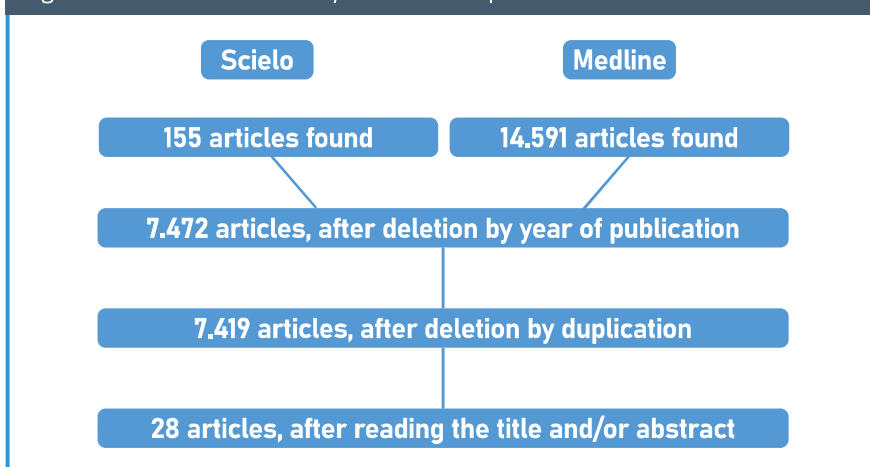 Scielo
Medline
155 articles found
14.591 articles found
7.472 articles, after deletion by year of publication
7.419 articles, after deletion by duplication
28 articles, after reading the title and/or abstract